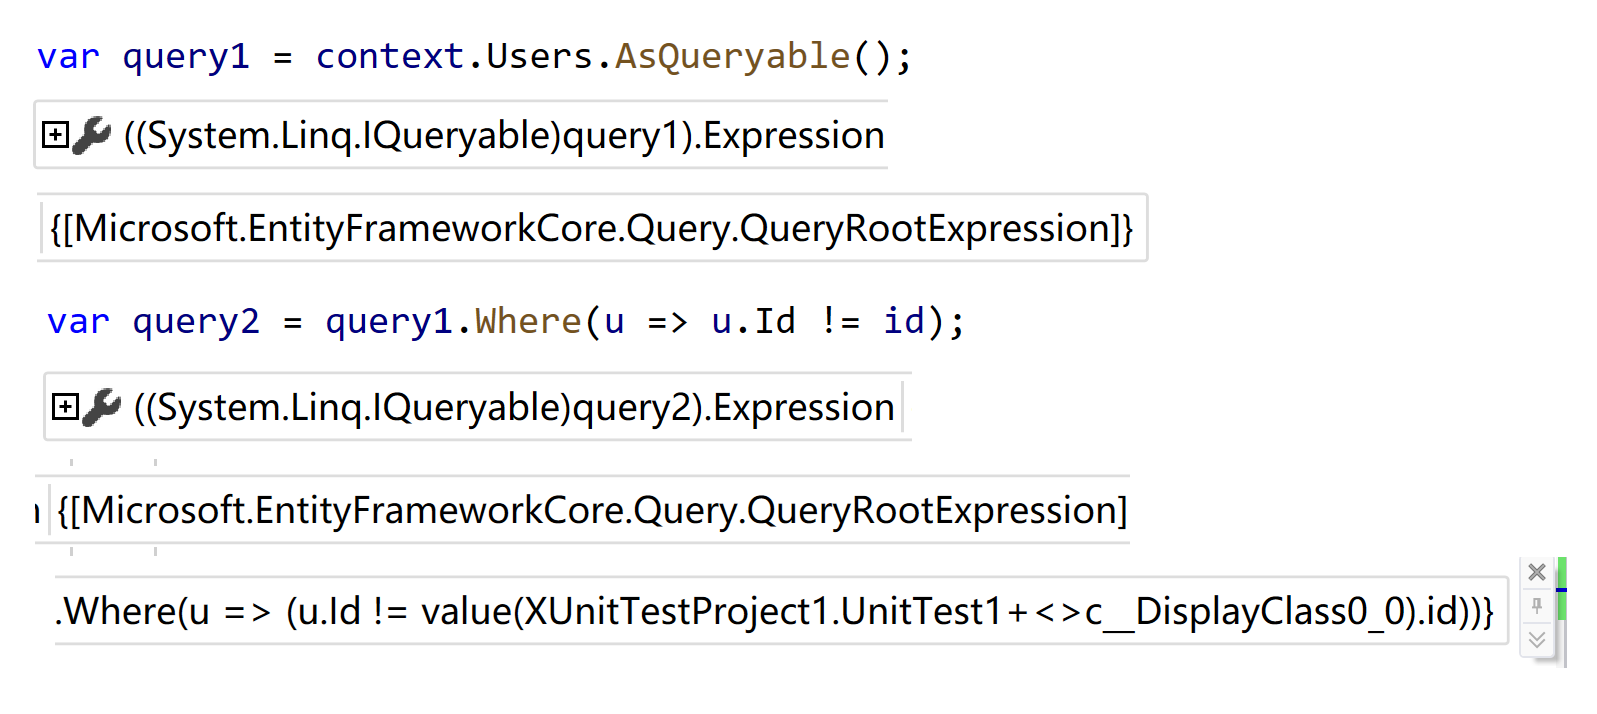 var query1 = context.Users.AsQueryable();
((System.Linq.IQueryable)query1).Expression
{[Microsoft.EntityFrameworkCore.Query.QueryRootExpression]}
var query2 = query1.Where(u => u.Id != id);
((System.Linq.IQueryable)query2).Expression
{[Microsoft.EntityFrameworkCore.Query.QueryRootExpression]
.Where(u => (u.Id != value(XUnitTestProject1.UnitTest1+<>c__DisplayClass0_0).id))}